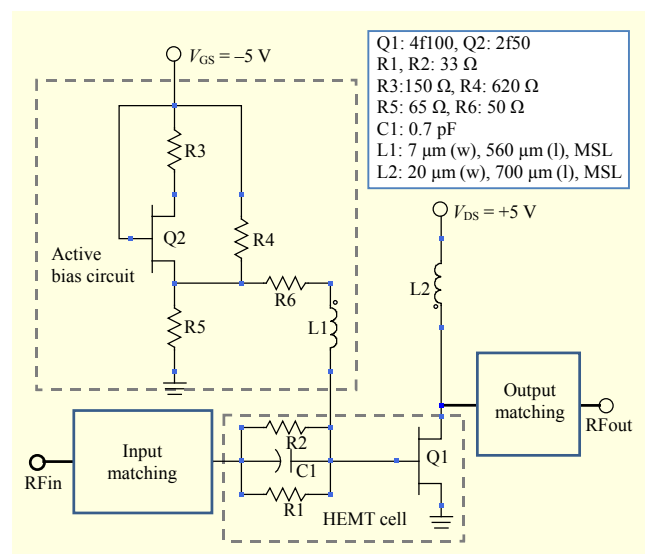 V_GS = –5 V
Q1: 4f100, Q2: 2f50
R1, R2: 33 Ω
R3:150 Ω, R4: 620 Ω
R5: 65 Ω, R6: 50 Ω
C1: 0.7 pF
L1: 7 μm (w), 560 μm (l), MSL
L2: 20 μm (w), 700 μm (l), MSL
R3
V_DS = +5 V
Q2
R4
Active
bias circuit
R6
L2
R5
L1
Output
matching
RFout
Input
matching
RFin
R2
C1
R1
Q1
HEMT cell